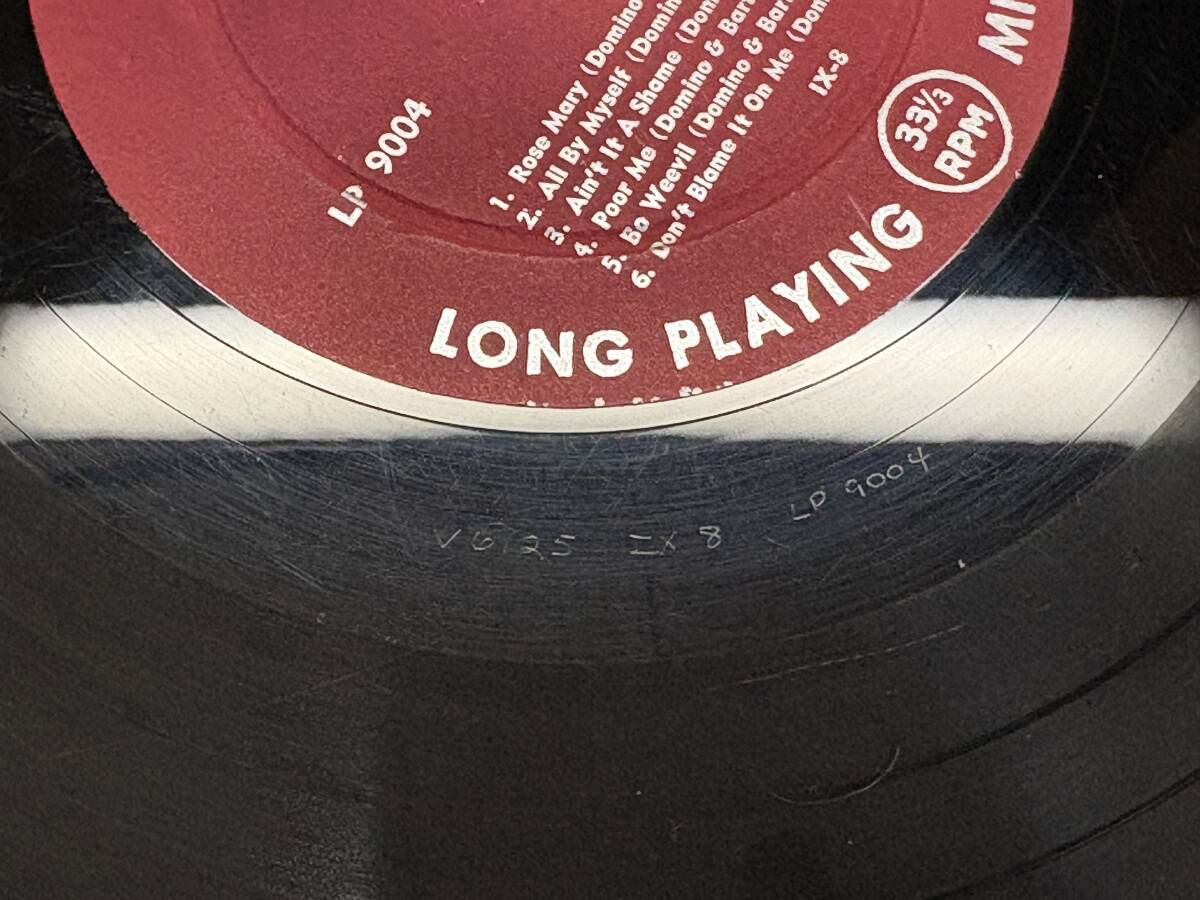 LP 9004
1. Rose Mary (Domino
2. All By Myself (Domin
3. Ain't It A Shame (Dom
4. Poor Me (Domino & Bar
5. Bo Weevil (Domino & Bar
6. Don't Blame It On Me (Dom
IX-8
33⅓
RPM
LONG PLAYING
V6125 IX 8 LP 9004